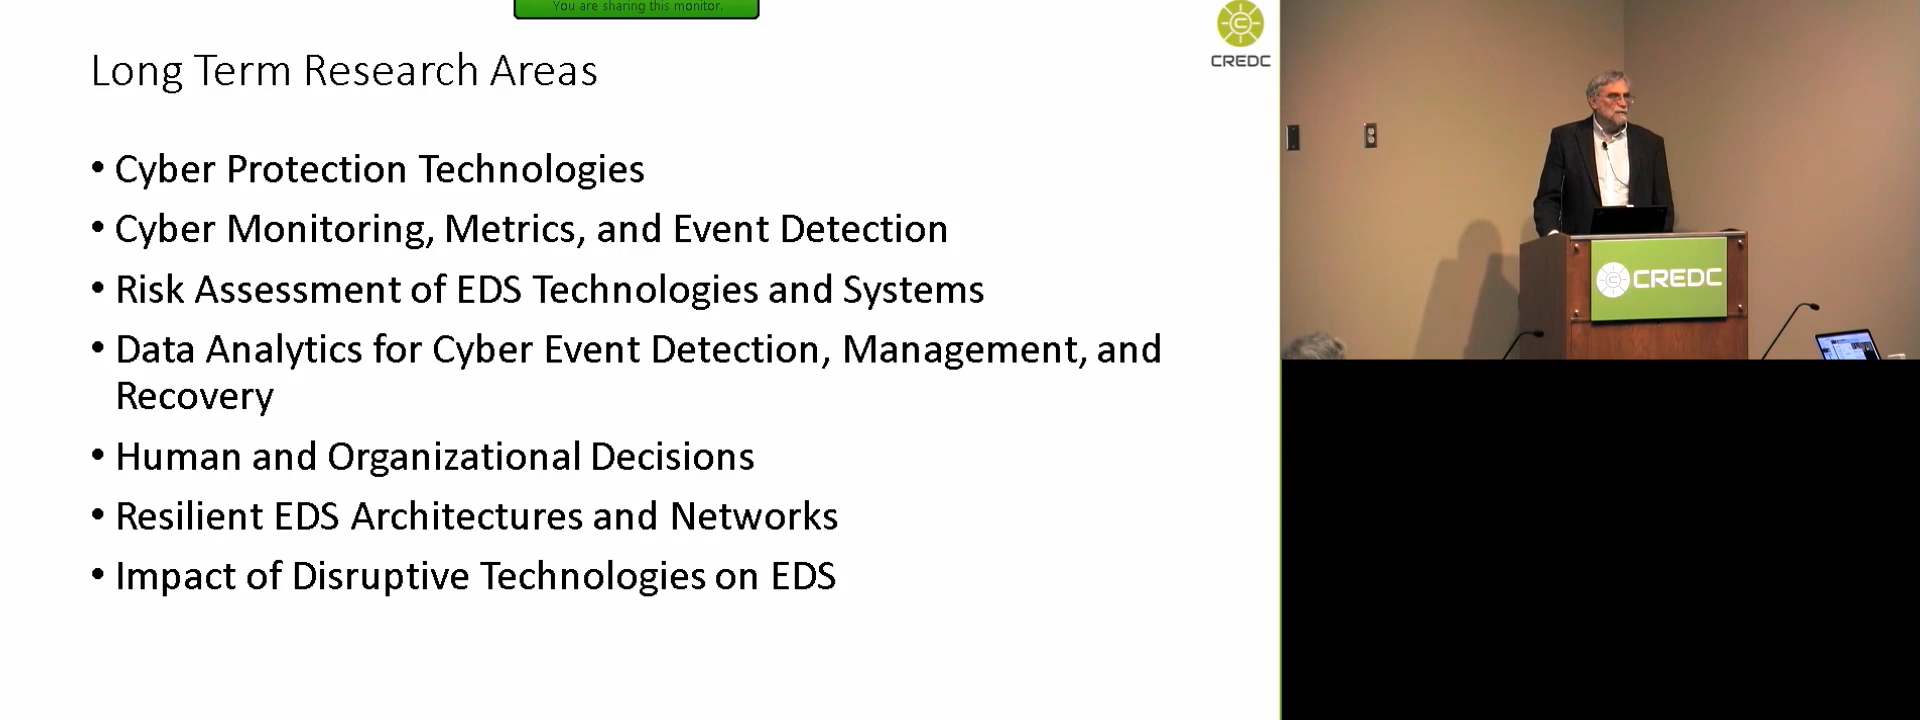 You are sharing this monitor.
CREDC
Long Term Research Areas
• Cyber Protection Technologies
• Cyber Monitoring, Metrics, and Event Detection
• Risk Assessment of EDS Technologies and Systems
• Data Analytics for Cyber Event Detection, Management, and
Recovery
• Human and Organizational Decisions
• Resilient EDS Architectures and Networks
• Impact of Disruptive Technologies on EDS
C CREDC